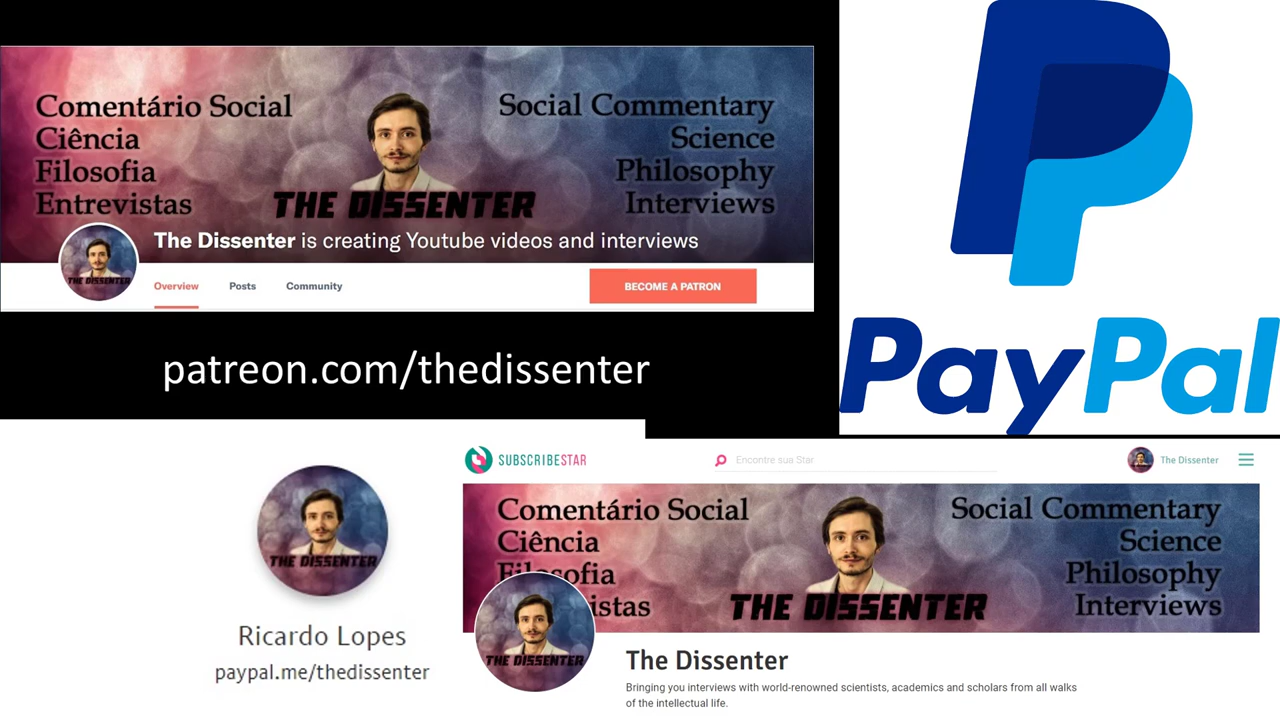 Comentário Social
Ciência
Filosofia
Entrevistas
Social Commentary
Science
Philosophy
Interviews
THE DISSENTER
The Dissenter is creating Youtube videos and interviews
THE DISSENTER
Overview Posts Community
BECOME A PATRON
patreon.com/thedissenter
PayPal
THE DISSENTER
Ricardo Lopes
paypal.me/thedissenter
SUBSCRIBESTAR
Encontre sua Star
The Dissenter
Comentário Social
Ciência
Filosofia
istas
Social Commentary
Science
Philosophy
Interviews
THE DISSENTER
THE DISSENTER
The Dissenter
Bringing you interviews with world-renowned scientists, academics and scholars from all walks
of the intellectual life.